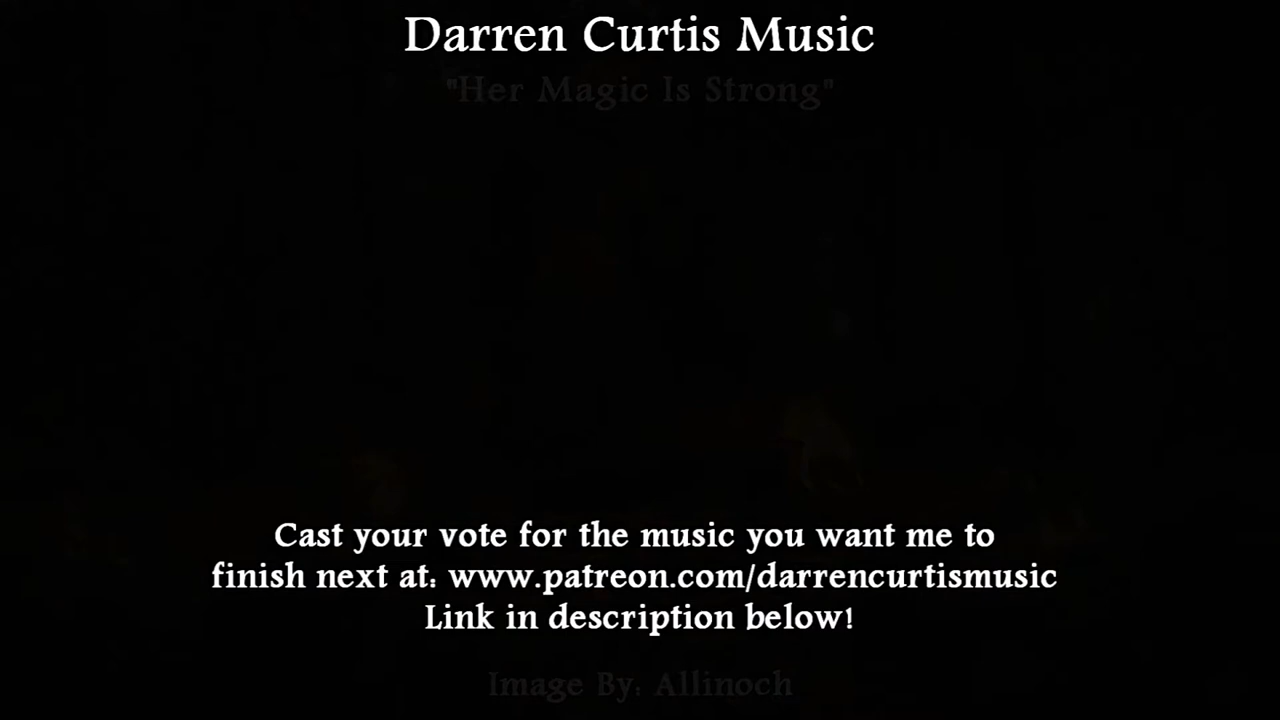 Darren Curtis Music
"Her Magic Is Strong"
Cast your vote for the music you want me to
finish next at: www.patreon.com/darrencurtismusic
Link in description below!
Image By: Allinoch